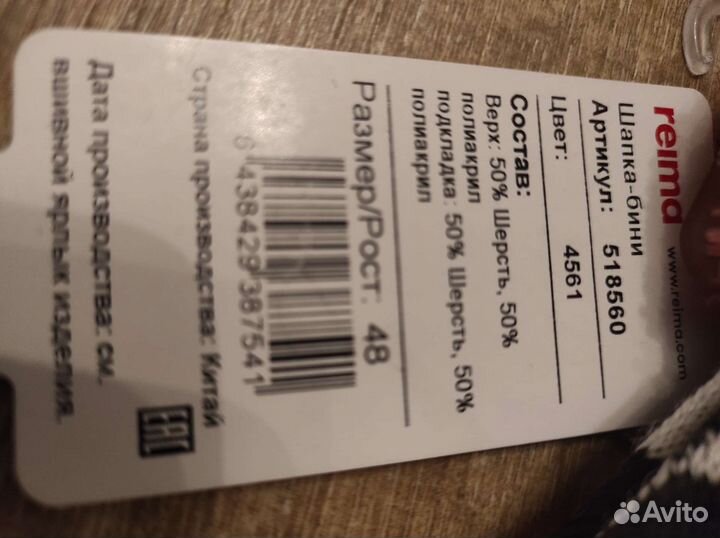 reima
www.reima.com
Шапка-бини
Артикул: 518560
Цвет: 4561
Состав:
Верх: 50% Шерсть, 50%
полиакрил
подкладка: 50% Шерсть, 50%
полиакрил
Размер/Рост: 48
6 438429 387541
Страна производства: Китай
Дата производства: см.
вшивной ярлык изделия.
EAC
Avito